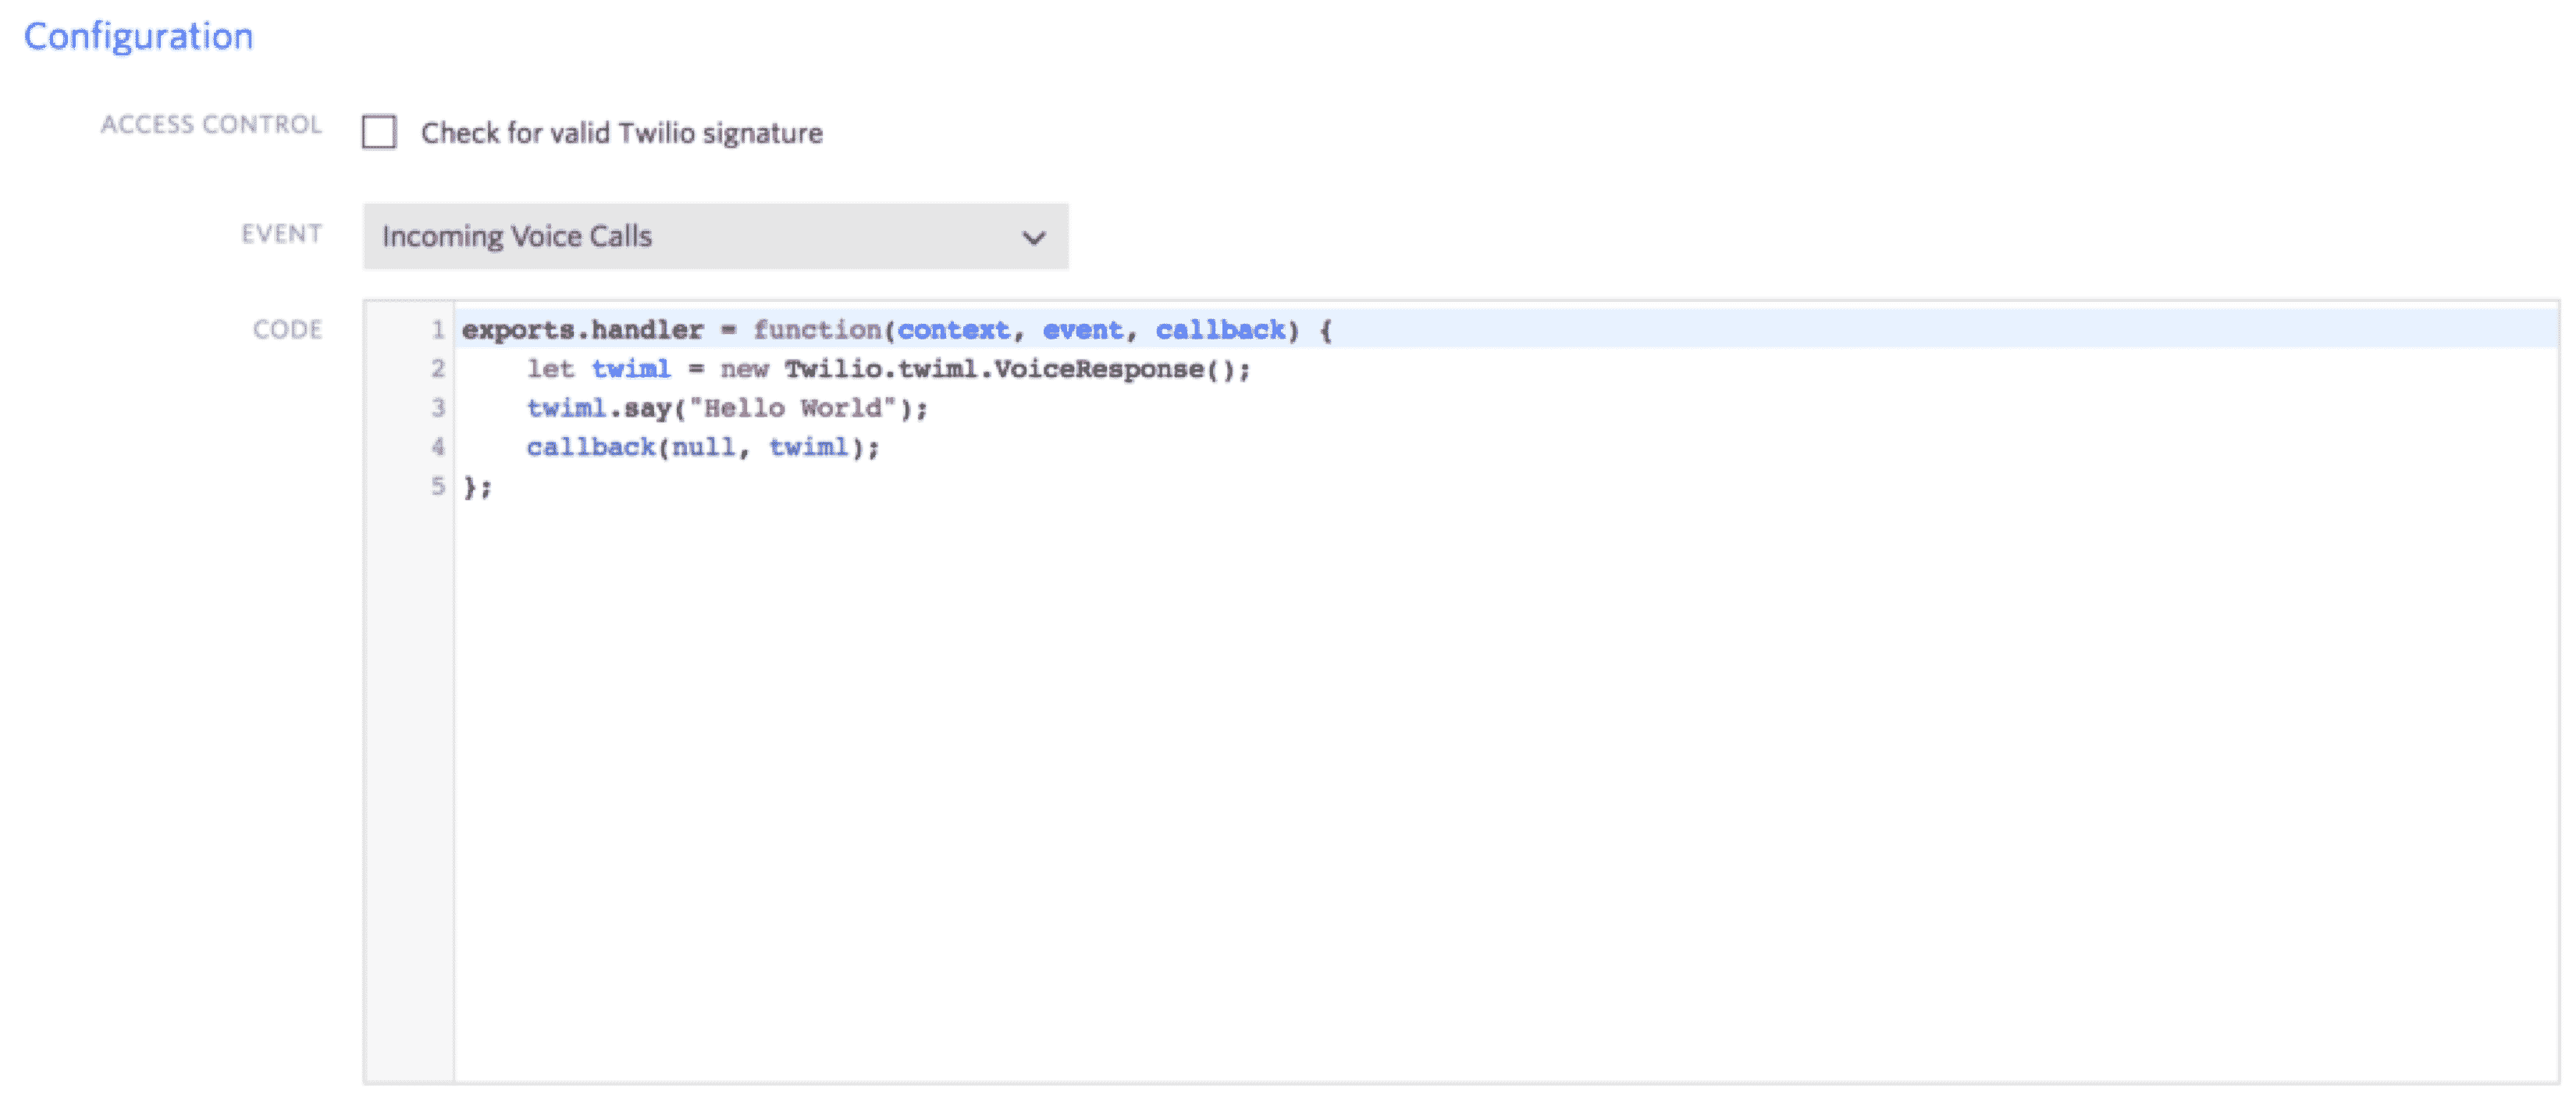 Configuration
ACCESS CONTROL Check for valid Twilio signature
EVENT Incoming Voice Calls
CODE
1 exports.handler = function(context, event, callback) {
2 let twiml = new Twilio.twiml.VoiceResponse();
3 twiml.say("Hello World");
4 callback(null, twiml);
5 };